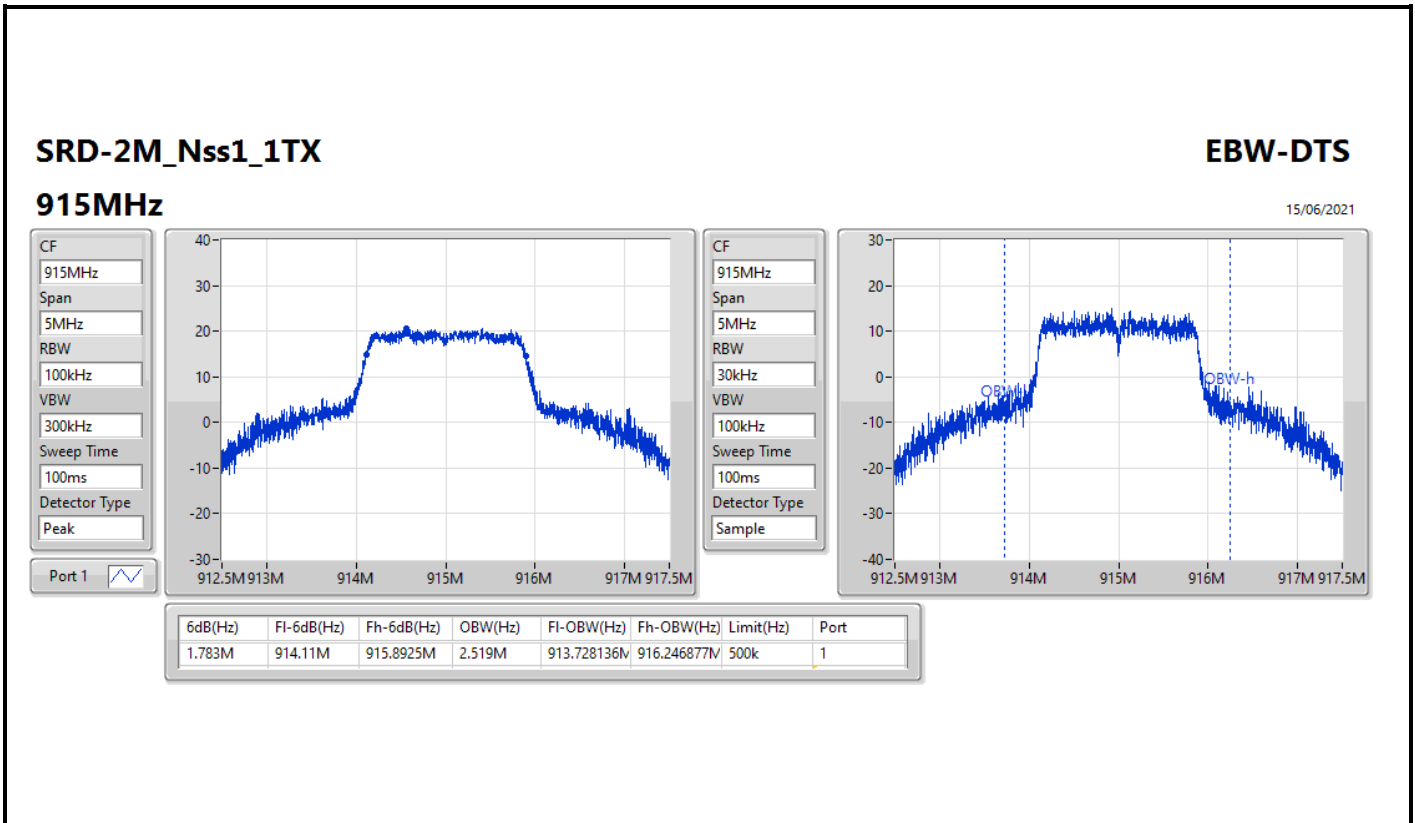 SRD-2M_Nss1_1TX
EBW-DTS
915MHz
15/06/2021
CF
915MHz
Span
5MHz
RBW
100kHz
VBW
300kHz
Sweep Time
100ms
Detector Type
Peak
Port 1
40
30
20
10
0
-10
-20
-30
912.5M 913M 914M 915M 916M 917M 917.5M
CF
915MHz
Span
5MHz
RBW
30kHz
VBW
100kHz
Sweep Time
100ms
Detector Type
Sample
30
20
10
0
-10
-20
-30
-40
OBW-h
912.5M 913M 914M 915M 916M 917M 917.5M
6dB(Hz) Fl-6dB(Hz) Fh-6dB(Hz) OBW(Hz) Fl-OBW(Hz) Fh-OBW(Hz) Limit(Hz) Port
1.783M 914.11M 915.8925M 2.519M 913.728136M 916.246877M 500k 1